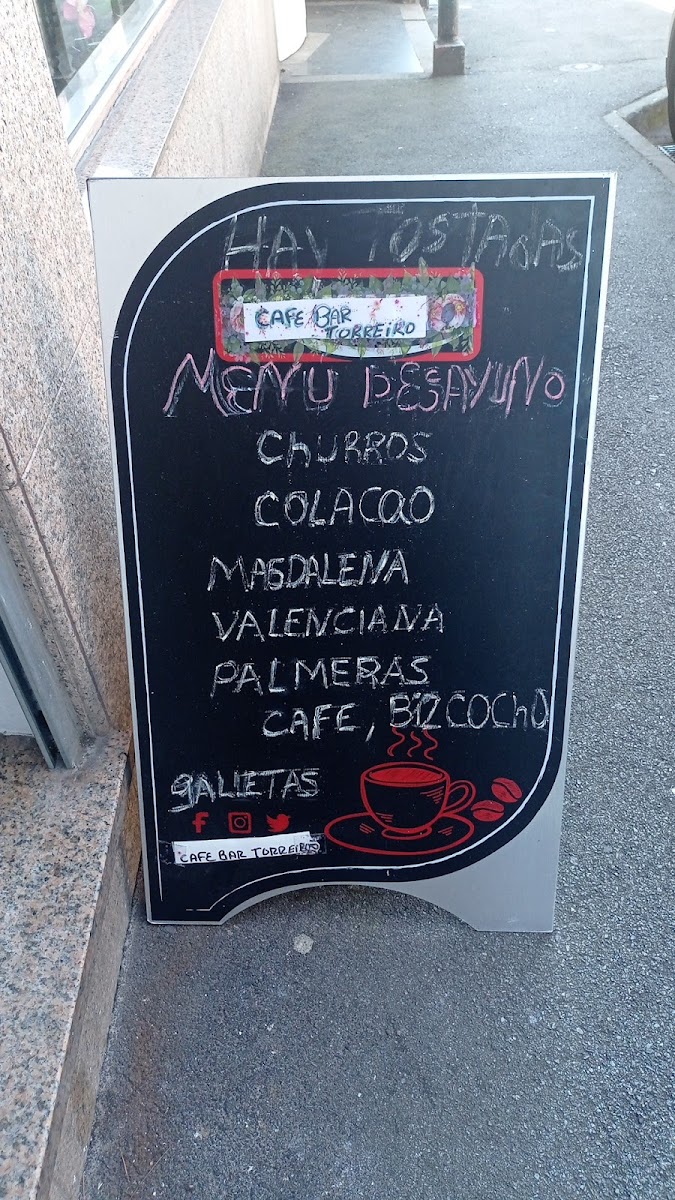 HAY TOSTADAS
CAFE BAR
TORREIRO
MENU DESAYUNO
ChURROS
COLACAO
MAGDALENA
VALENCIANA
PALMERAS
CAFE, BIZCOChO
gALLETAS
CAFE BAR TORREIRO